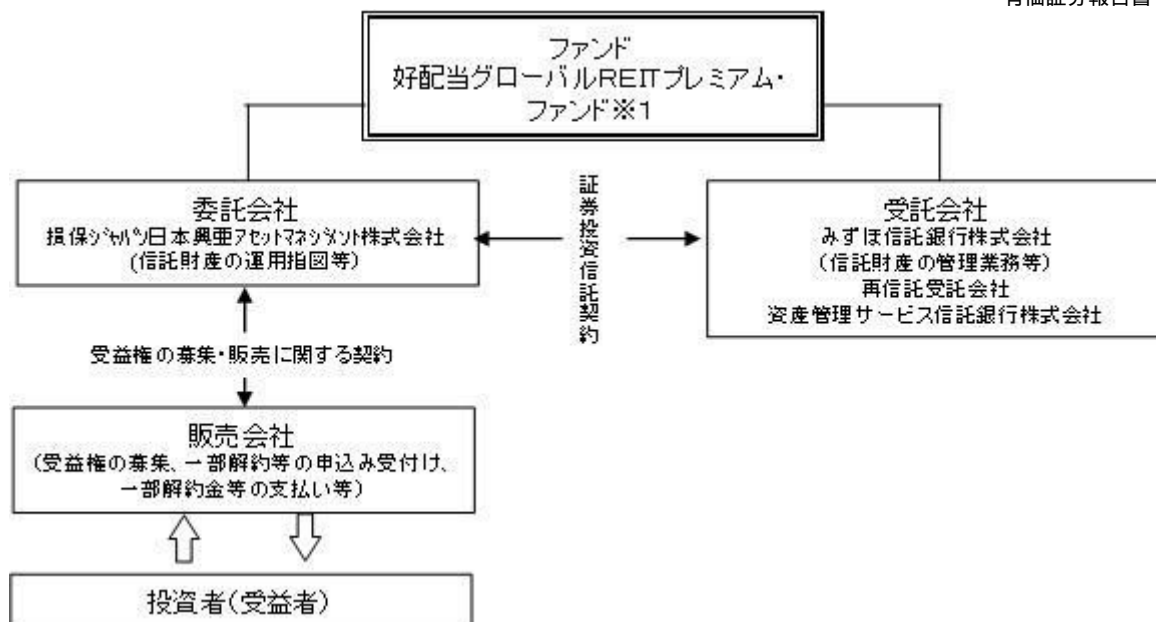 有価証券報告書
ファンド
好配当グローバルREITプレミアム・
ファンド※1
委託会社
損保ｼﾞｬﾊﾟﾝ日本興亜ｱｾｯﾄﾏﾈｼﾞﾒﾝﾄ株式会社
(信託財産の運用指図等)
証券投資信託契約
受託会社
みずほ信託銀行株式会社
(信託財産の管理業務等)
再信託受託会社
資産管理サービス信託銀行株式会社
受益権の募集・販売に関する契約
販売会社
(受益権の募集、一部解約等の申込み受付け、
一部解約金等の支払い等)
投資者(受益者)